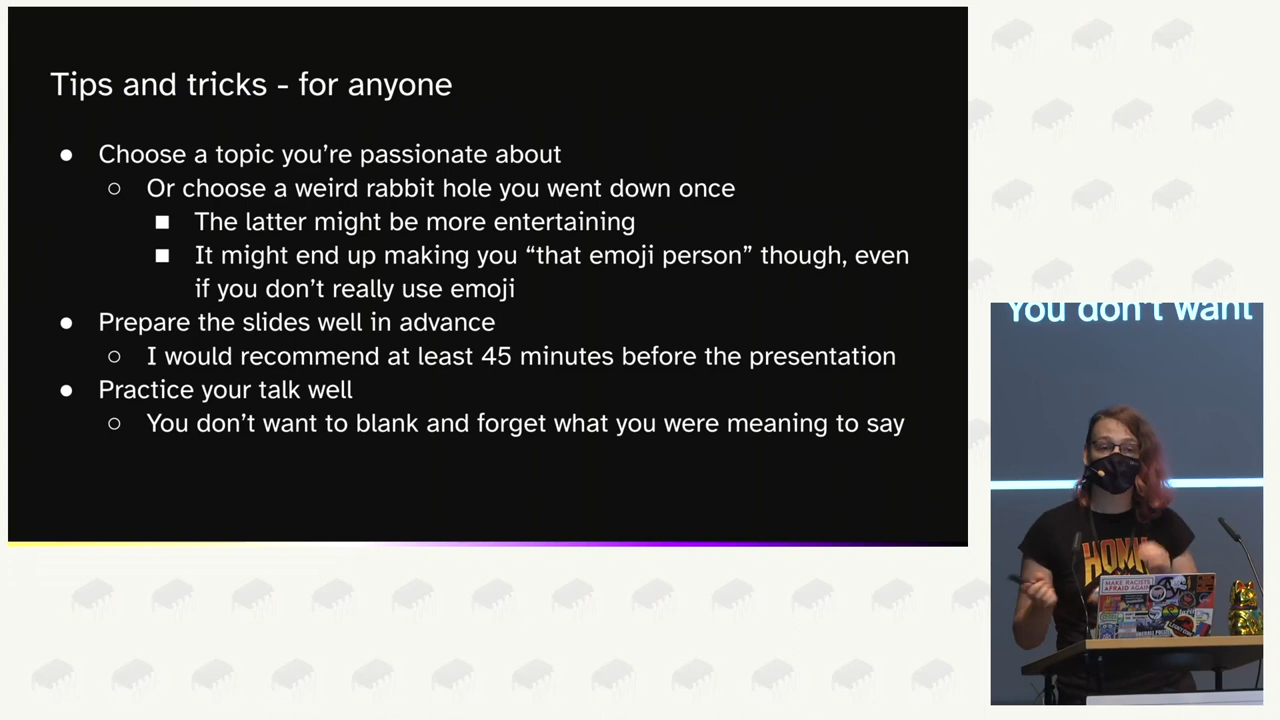 Tips and tricks - for anyone
● Choose a topic you’re passionate about
○ Or choose a weird rabbit hole you went down once
■ The latter might be more entertaining
■ It might end up making you “that emoji person” though, even
if you don’t really use emoji
● Prepare the slides well in advance
○ I would recommend at least 45 minutes before the presentation
● Practice your talk well
○ You don’t want to blank and forget what you were meaning to say
You don't want
MAKE RACISTS
AFRAID AGAIN